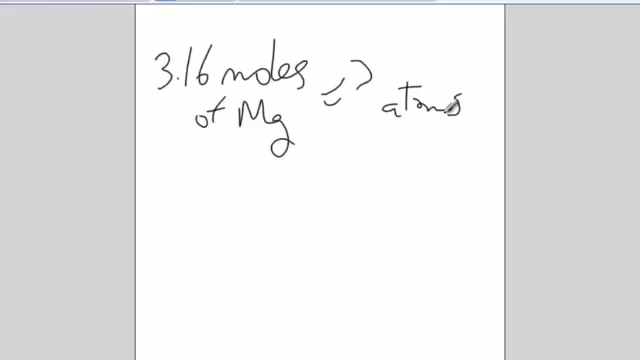 3.16 moles = ?
of Mg atoms